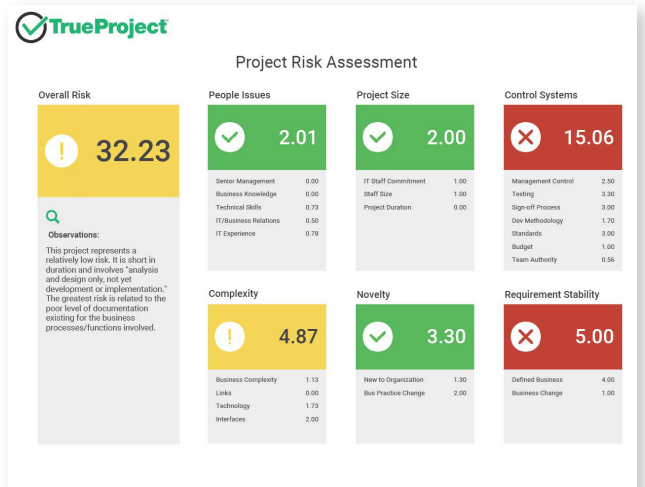 TrueProject
Project Risk Assessment
Overall Risk
! 32.23
Observations:
This project represents a
relatively low risk. It is short in
duration and involves "analysis
and design only, not yet
development or implementation."
The greatest risk is related to the
poor level of documentation
existing for the business
processes/functions involved.
People Issues
2.01
Senior Management 0.00
Business Knowledge 0.00
Technical Skills 0.73
IT/Business Relations 0.50
IT Experience 0.78
Project Size
2.00
IT Staff Commitment 1.00
Staff Size 1.00
Project Duration 0.00
Control Systems
15.06
Management Control 2.50
Testing 3.30
Sign-off Process 3.00
Dev Methodology 1.70
Standards 3.00
Budget 1.00
Team Authority 0.56
Complexity
! 4.87
Business Complexity 1.13
Links 0.00
Technology 1.73
Interfaces 2.00
Novelty
3.30
New to Organization 1.30
Bus Practice Change 2.00
Requirement Stability
5.00
Defined Business 4.00
Business Change 1.00